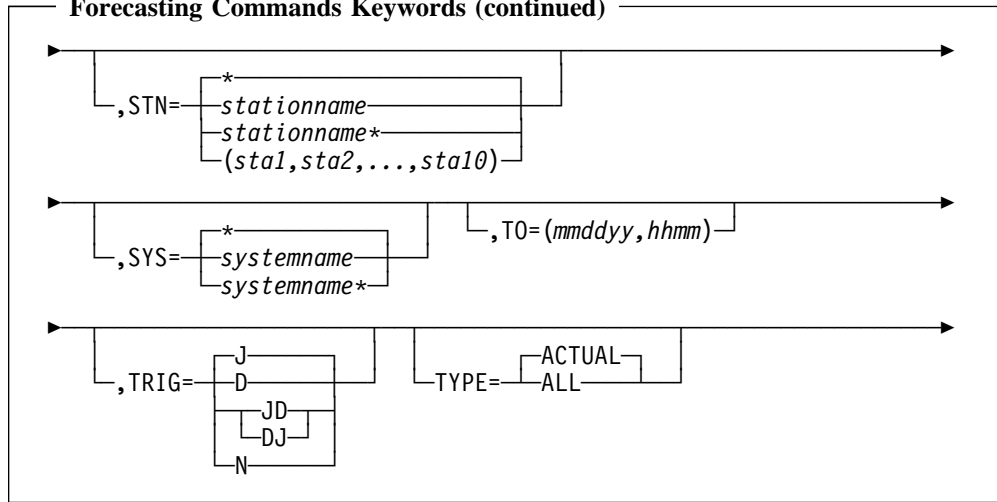 Forecasting Commands Keywords (continued)
*
,STN= stationname
stationname*
(sta1,sta2,...,sta10)
*
,SYS= systemname ,TO=(mmddyy,hhmm)
systemname*
J ACTUAL
,TRIG= D TYPE= ALL
JD
DJ
N